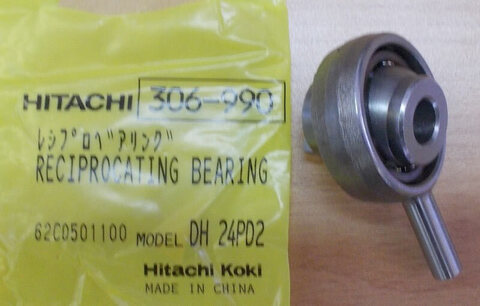 HITACHI 306-990
レシプロベアリング
RECIPROCATING BEARING
62C0501100 MODEL DH 24PD2
Hitachi Koki
MADE IN CHINA